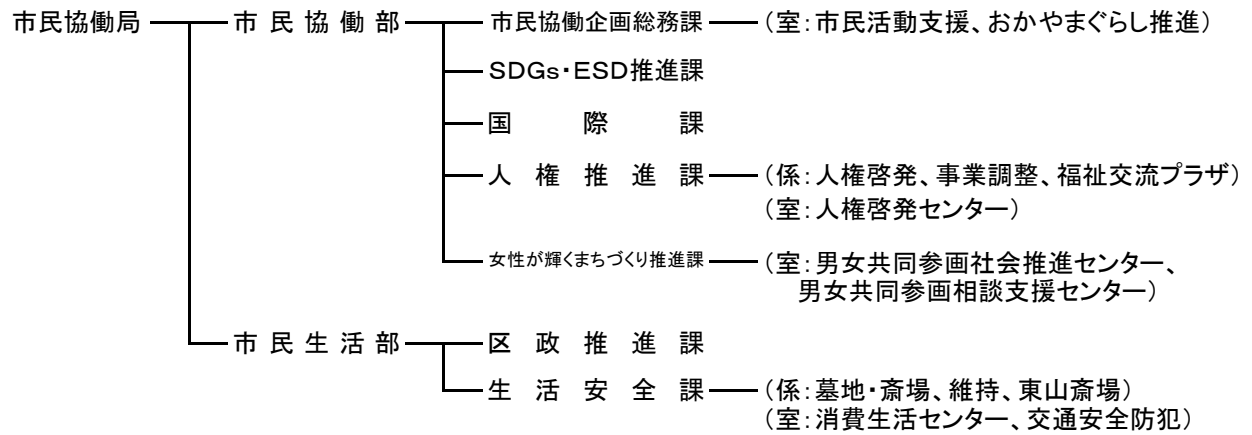 市民協働局 市民協働部 市民協働企画総務課 (室:市民活動支援、おかやまぐらし推進)
SDGs・ESD推進課
国際課
人権推進課 (係:人権啓発、事業調整、福祉交流プラザ)
(室:人権啓発センター)
女性が輝くまちづくり推進課 (室:男女共同参画社会推進センター、
男女共同参画相談支援センター)
市民生活部 区政推進課
生活安全課 (係:墓地・斎場、維持、東山斎場)
(室:消費生活センター、交通安全防犯)